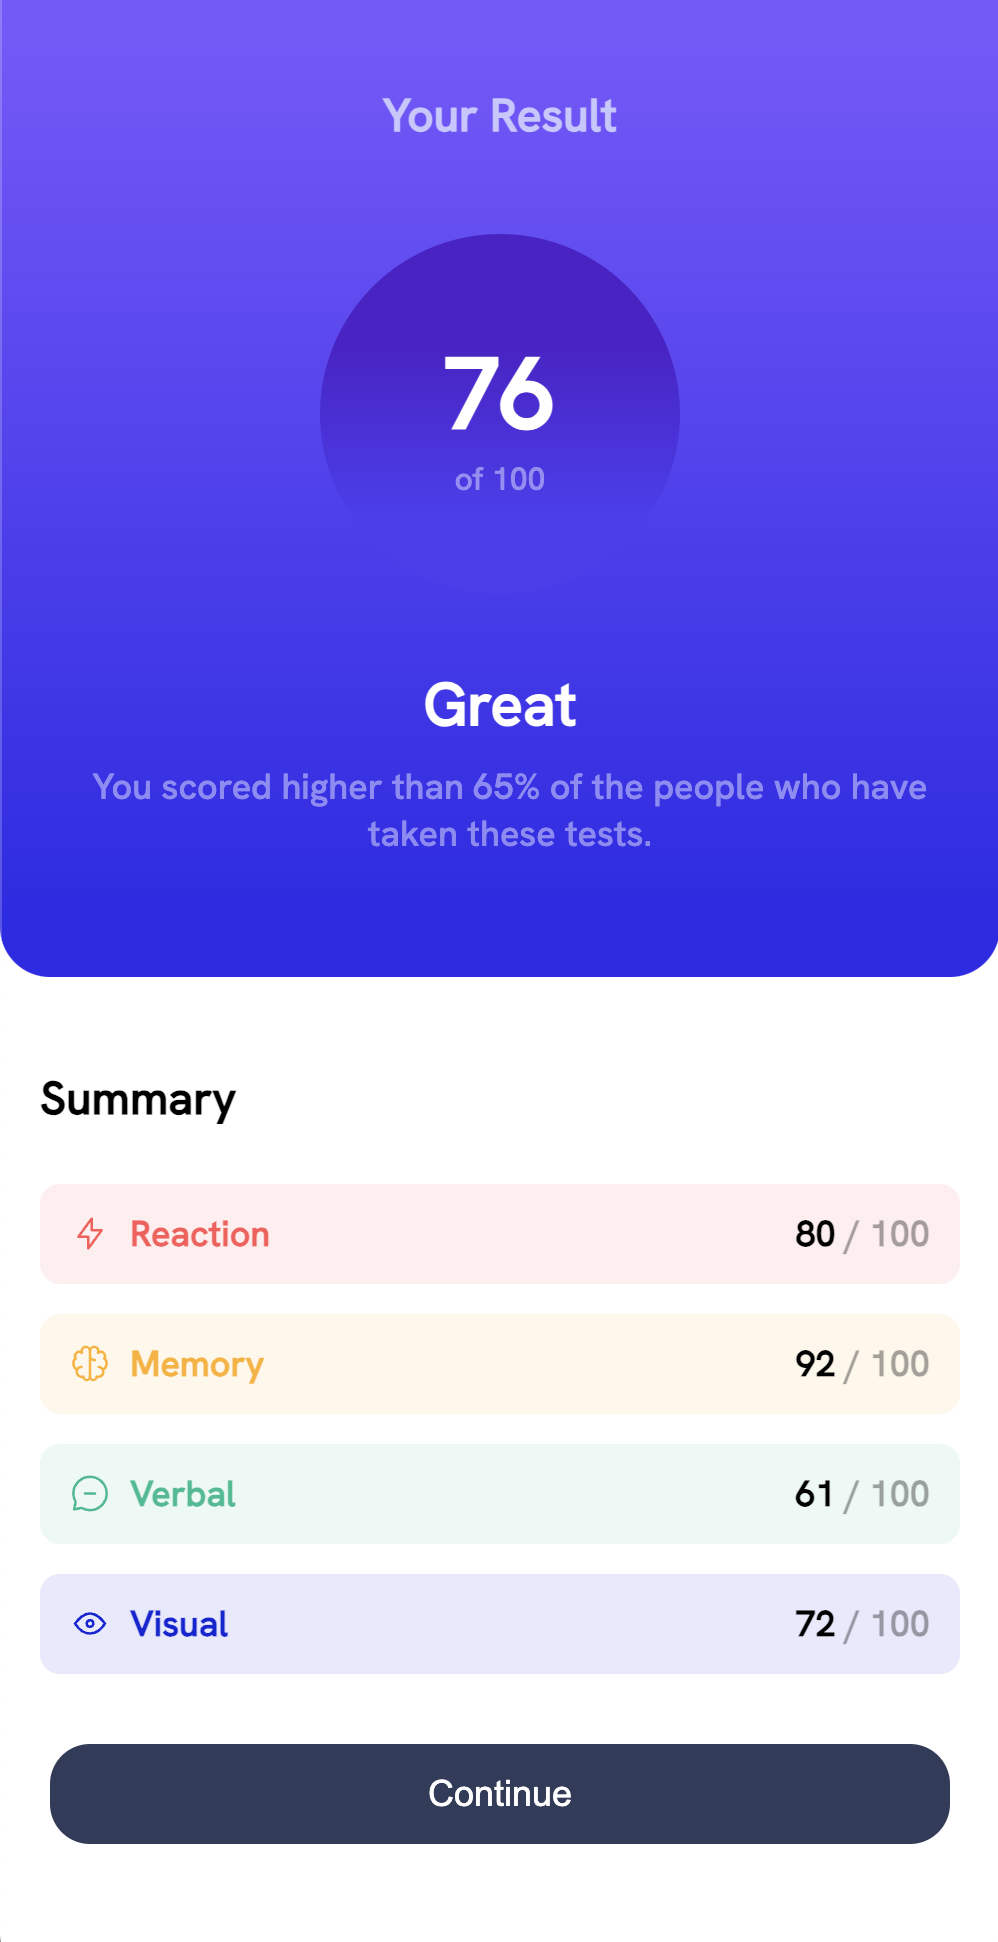 Your Result
76
of 100
Great
You scored higher than 65% of the people who have
taken these tests.
Summary
Reaction 80 / 100
Memory 92 / 100
Verbal 61 / 100
Visual 72 / 100
Continue